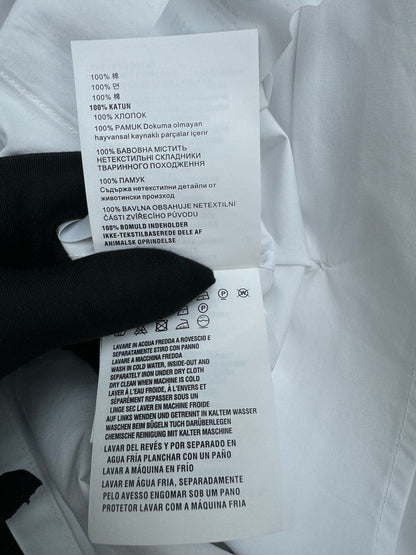 100% 棉
100% 면
100% 棉
100% KATUN
100% ХЛОПОК
100% PAMUK Dokuma olmayan
hayvansal kaynaklı parçalar içerir
100% БАВОВНА МІСТИТЬ
НЕТЕКСТИЛЬНІ СКЛАДНИКИ
ТВАРИННОГО ПОХОДЖЕННЯ
100% ПАМУК
Съдържа нетекстипни детайли от
животински произход
100% BAVLNA OBSAHUJE NETEXTILNÍ
ČÁSTI ZVÍŘECÍHO PŮVODU
100% BOMULD INDEHOLDER
IKKE-TEKSTILBASEREDE DELE AF
ANIMALSK OPRINDELSE
LAVARE IN ACQUA FREDDA A ROVESCIO E
SEPARATAMENTE STIRO CON PANNO
LAVARE A MACCHINA FREDDA
WASH IN COLD WATER, INSIDE-OUT AND
SEPARATELY IRON UNDER DRY CLOTH
DRY CLEAN WHEN MACHINE IS COLD
LAVER À L'EAU FROIDE, À L'ENVERS ET
SÉPARÉMENT REPASSER SOUS UN
LINGE SEC LAVER EN MACHINE FROIDE
AUF LINKS WENDEN UND GETRENNT IN KALTEM WASSER
WASCHEN BEIM BÜGELN TUCH DARÜBERLEGEN
CHEMISCHE REINIGUNG MIT KALTER MASCHINE
LAVAR DEL REVÉS Y POR SEPARADO EN
AGUA FRÍA PLANCHAR CON UN PAÑO
LAVAR A MÁQUINA EN FRÍO
LAVAR EM ÁGUA FRIA, SEPARADAMENTE
PELO AVESSO ENGOMAR SOB UM PANO
PROTETOR LAVAR COM A MÁQUINA FRIA